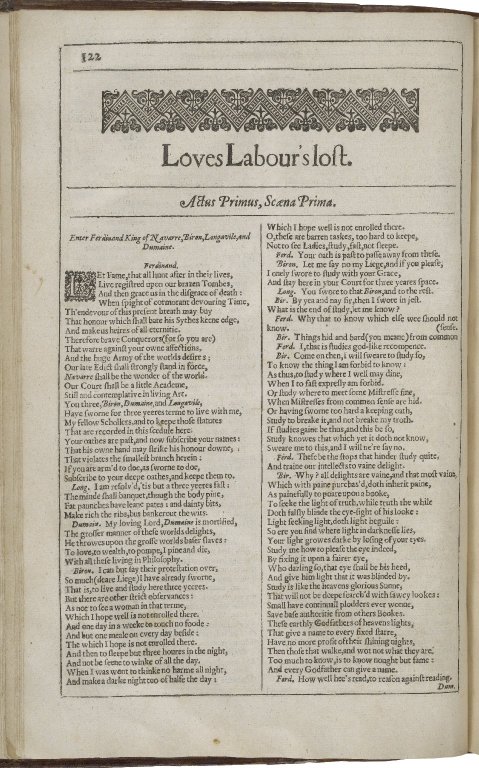 122
Loves Labour's lost.
Actus Primus, Scæna Prima.
Enter Ferdinand King of Navarre, Biron, Longavile, and
Dumaine.
Ferdinand.
LEt Fame, that all hunt after in their lives,
Live registred upon our brazen Tombes,
And then grace us in the disgrace of death:
When spight of cormorant devouring Time,
Th'endevour of this present breath may buy
That honour which shall bate his Sythes keene edge,
And make us heires of all eternitie.
Therefore brave Conquerors (for so you are)
That warre against your owne affections,
And the huge Army of the worlds desires;
Our late Edict shall strongly stand in force,
Navarre shall be the wonder of the world.
Our Court shall be a little Academe,
Still and contemplative in living Art.
You three, Biron, Dumaine, and Longavile,
Have sworne for three yeeres terme to live with me,
My fellow Schollers, and to keepe those statutes
That are recorded in this scedule here.
Your oathes are past, and now subscribe your names:
That his owne hand may strike his honour downe,
That violates the smallest branch herein:
If you are arm'd to doe, as sworne to doe,
Subscribe to your deepe oathes, and keepe them to.
Long. I am resolv'd, 'tis but a three yeeres fast:
The minde shall banquet, though the body pine,
Fat paunches have leane pates: and dainty bits,
Make rich the ribs, but bankerout the wits.
Dumain. My loving Lord, Dumaine is mortified,
The grosser manner of these worlds delights,
He throwes upon the grosse worlds baser slaves:
To love, to wealth, to pompe, I pine and die,
With all these living in Philosophy.
Biron. I can but say their protestation over,
So much (deare Liege) I have already sworne,
That is, to live and study here three yeeres.
But there are other strict observances:
As not to see a woman in that terme,
Which I hope well is not enrolled there.
And one day in a weeke to touch no foode:
And but one meale on every day beside:
The which I hope is not enrolled there.
And then to sleepe but three houres in the night,
And not be seene to winke of all the day.
When I was wont to thinke no harme all night,
And make a darke night too of halfe the day:
Which I hope well is not enrolled there.
O, these are barren taskes, too hard to keepe,
Not to see Ladies, study, fast, not sleepe.
Ferd. Your oath is past to passe away from these.
Biron. Let me say no my Liege, and if you please,
I onely swore to study with your Grace,
And stay here in your Court for three yeares space.
Long. You swore to that Biron, and to the rest.
Bir. By yea and nay sir, then I swore in jest.
What is the end of study, let me know?
Ferd. Why that to know which else wee should not
know. (sense.
Bir. Things hid and bard (you meane) from common
Ferd. I, that is studies god-like recompence.
Bir. Come on then, I will sweare to study so,
To know the thing I am forbid to know:
As thus, to study where I well may dine,
When I to fast expresly am forbid.
Or study where to meet some Mistresse fine,
When Mistresses from common sense are hid.
Or having sworne too hard a keeping oath,
Study to breake it, and not breake my troth.
If studies gaine be thus, and this be so,
Study knowes that which yet it doth not know,
Sweare me to this, and I will ne're say no.
Ferd. These be the stops that hinder study quite,
And traine our intellects to vaine delight.
Bir. Why? all delights are vaine, and that most vaine,
Which with paine purchas'd, doth inherit paine,
As painefully to poare upon a booke,
To seeke the light of truth, while truth the while
Doth falsly blinde the eye-sight of his looke:
Light seeking light, doth light beguile:
So ere you find where light in darknesse lies,
Your light growes darke by losing of your eyes.
Study me how to please the eye indeed,
By fixing it upon a fairer eye,
Who dazling so, that eye shall be his heed,
And give him light that it was blinded by.
Study is like the heavens glorious Sunne,
That will not be deepe search'd with sawcy lookes:
Small have continuall plodders ever wonne,
Save base authoritie from others Bookes.
These earthly Godfathers of heavens lights,
That give a name to every fixed starre,
Have no more profit of their shining nights,
Then those that walke, and wot not what they are.
Too much to know, is to know nought but fame:
And every Godfather can give a name.
Ferd. How well hee's read, to reason against reading.
Dum.